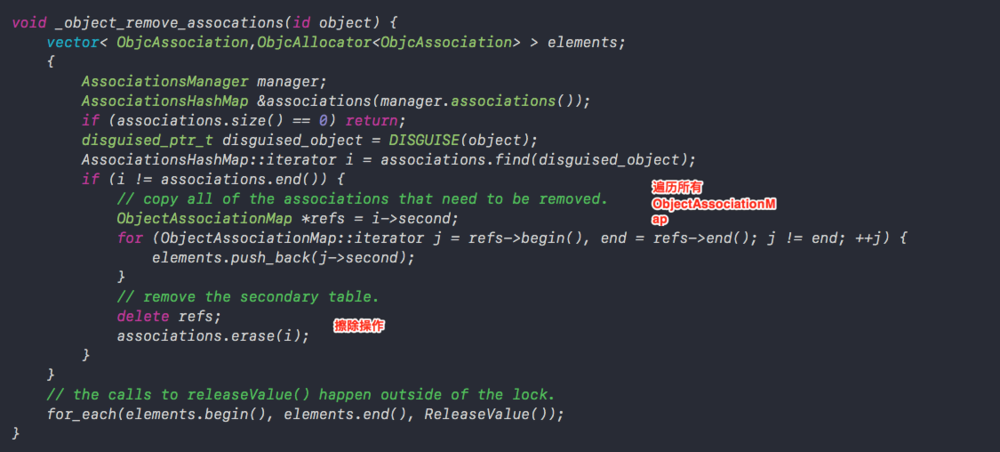 void _object_remove_assocations(id object) {
    vector< ObjcAssociation,ObjcAllocator<ObjcAssociation> > elements;
    {
        AssociationsManager manager;
        AssociationsHashMap &associations(manager.associations());
        if (associations.size() == 0) return;
        disguised_ptr_t disguised_object = DISGUISE(object);
        AssociationsHashMap::iterator i = associations.find(disguised_object);
        if (i != associations.end()) {
            // copy all of the associations that need to be removed.
            ObjectAssociationMap *refs = i->second;
            for (ObjectAssociationMap::iterator j = refs->begin(), end = refs->end(); j != end; ++j) {
                elements.push_back(j->second);
            }
            // remove the secondary table.
            delete refs;
            associations.erase(i);
        }
    }
    // the calls to releaseValue() happen outside of the lock.
    for_each(elements.begin(), elements.end(), ReleaseValue());
}
遍历所有
ObjectAssociationM
ap
擦除操作